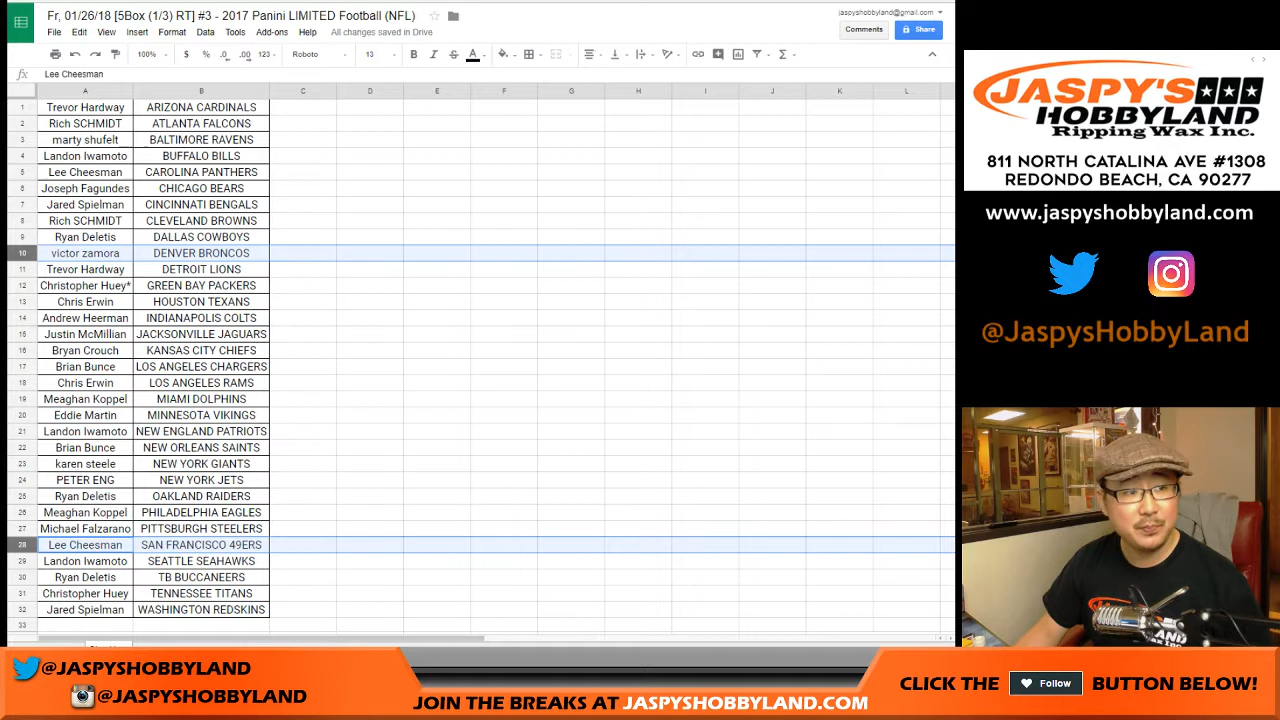 Fr, 01/26/18 [5Box (1/3) RT] #3 - 2017 Panini LIMITED Football (NFL)
jaspyshobbyland@gmail.com
File Edit View Insert Format Data Tools Add-ons Help All changes saved in Drive
Comments
Share
100% $ % .0 .00 123 Roboto 13 B I S A
fx Lee Cheesman
A B C D E F G H I J K L
1 Trevor Hardway ARIZONA CARDINALS
2 Rich SCHMIDT ATLANTA FALCONS
3 marty shufelt BALTIMORE RAVENS
4 Landon Iwamoto BUFFALO BILLS
5 Lee Cheesman CAROLINA PANTHERS
6 Joseph Fagundes CHICAGO BEARS
7 Jared Spielman CINCINNATI BENGALS
8 Rich SCHMIDT CLEVELAND BROWNS
9 Ryan Deletis DALLAS COWBOYS
10 victor zamora DENVER BRONCOS
11 Trevor Hardway DETROIT LIONS
12 Christopher Huey* GREEN BAY PACKERS
13 Chris Erwin HOUSTON TEXANS
14 Andrew Heerman INDIANAPOLIS COLTS
15 Justin McMillian JACKSONVILLE JAGUARS
16 Bryan Crouch KANSAS CITY CHIEFS
17 Brian Bunce LOS ANGELES CHARGERS
18 Chris Erwin LOS ANGELES RAMS
19 Meaghan Koppel MIAMI DOLPHINS
20 Eddie Martin MINNESOTA VIKINGS
21 Landon Iwamoto NEW ENGLAND PATRIOTS
22 Brian Bunce NEW ORLEANS SAINTS
23 karen steele NEW YORK GIANTS
24 PETER ENG NEW YORK JETS
25 Ryan Deletis OAKLAND RAIDERS
26 Meaghan Koppel PHILADELPHIA EAGLES
27 Michael Falzarano PITTSBURGH STEELERS
28 Lee Cheesman SAN FRANCISCO 49ERS
29 Landon Iwamoto SEATTLE SEAHAWKS
30 Ryan Deletis TB BUCCANEERS
31 Christopher Huey TENNESSEE TITANS
32 Jared Spielman WASHINGTON REDSKINS
33
JASPY'S
HOBBYLAND
Ripping Wax Inc.
811 NORTH CATALINA AVE #1308
REDONDO BEACH, CA 90277
www.jaspyshobbyland.com
@JaspysHobbyLand
@JASPYSHOBBYLAND
@JASPYSHOBBYLAND
JOIN THE BREAKS AT JASPYSHOBBYLAND.COM
CLICK THE Follow BUTTON BELOW!